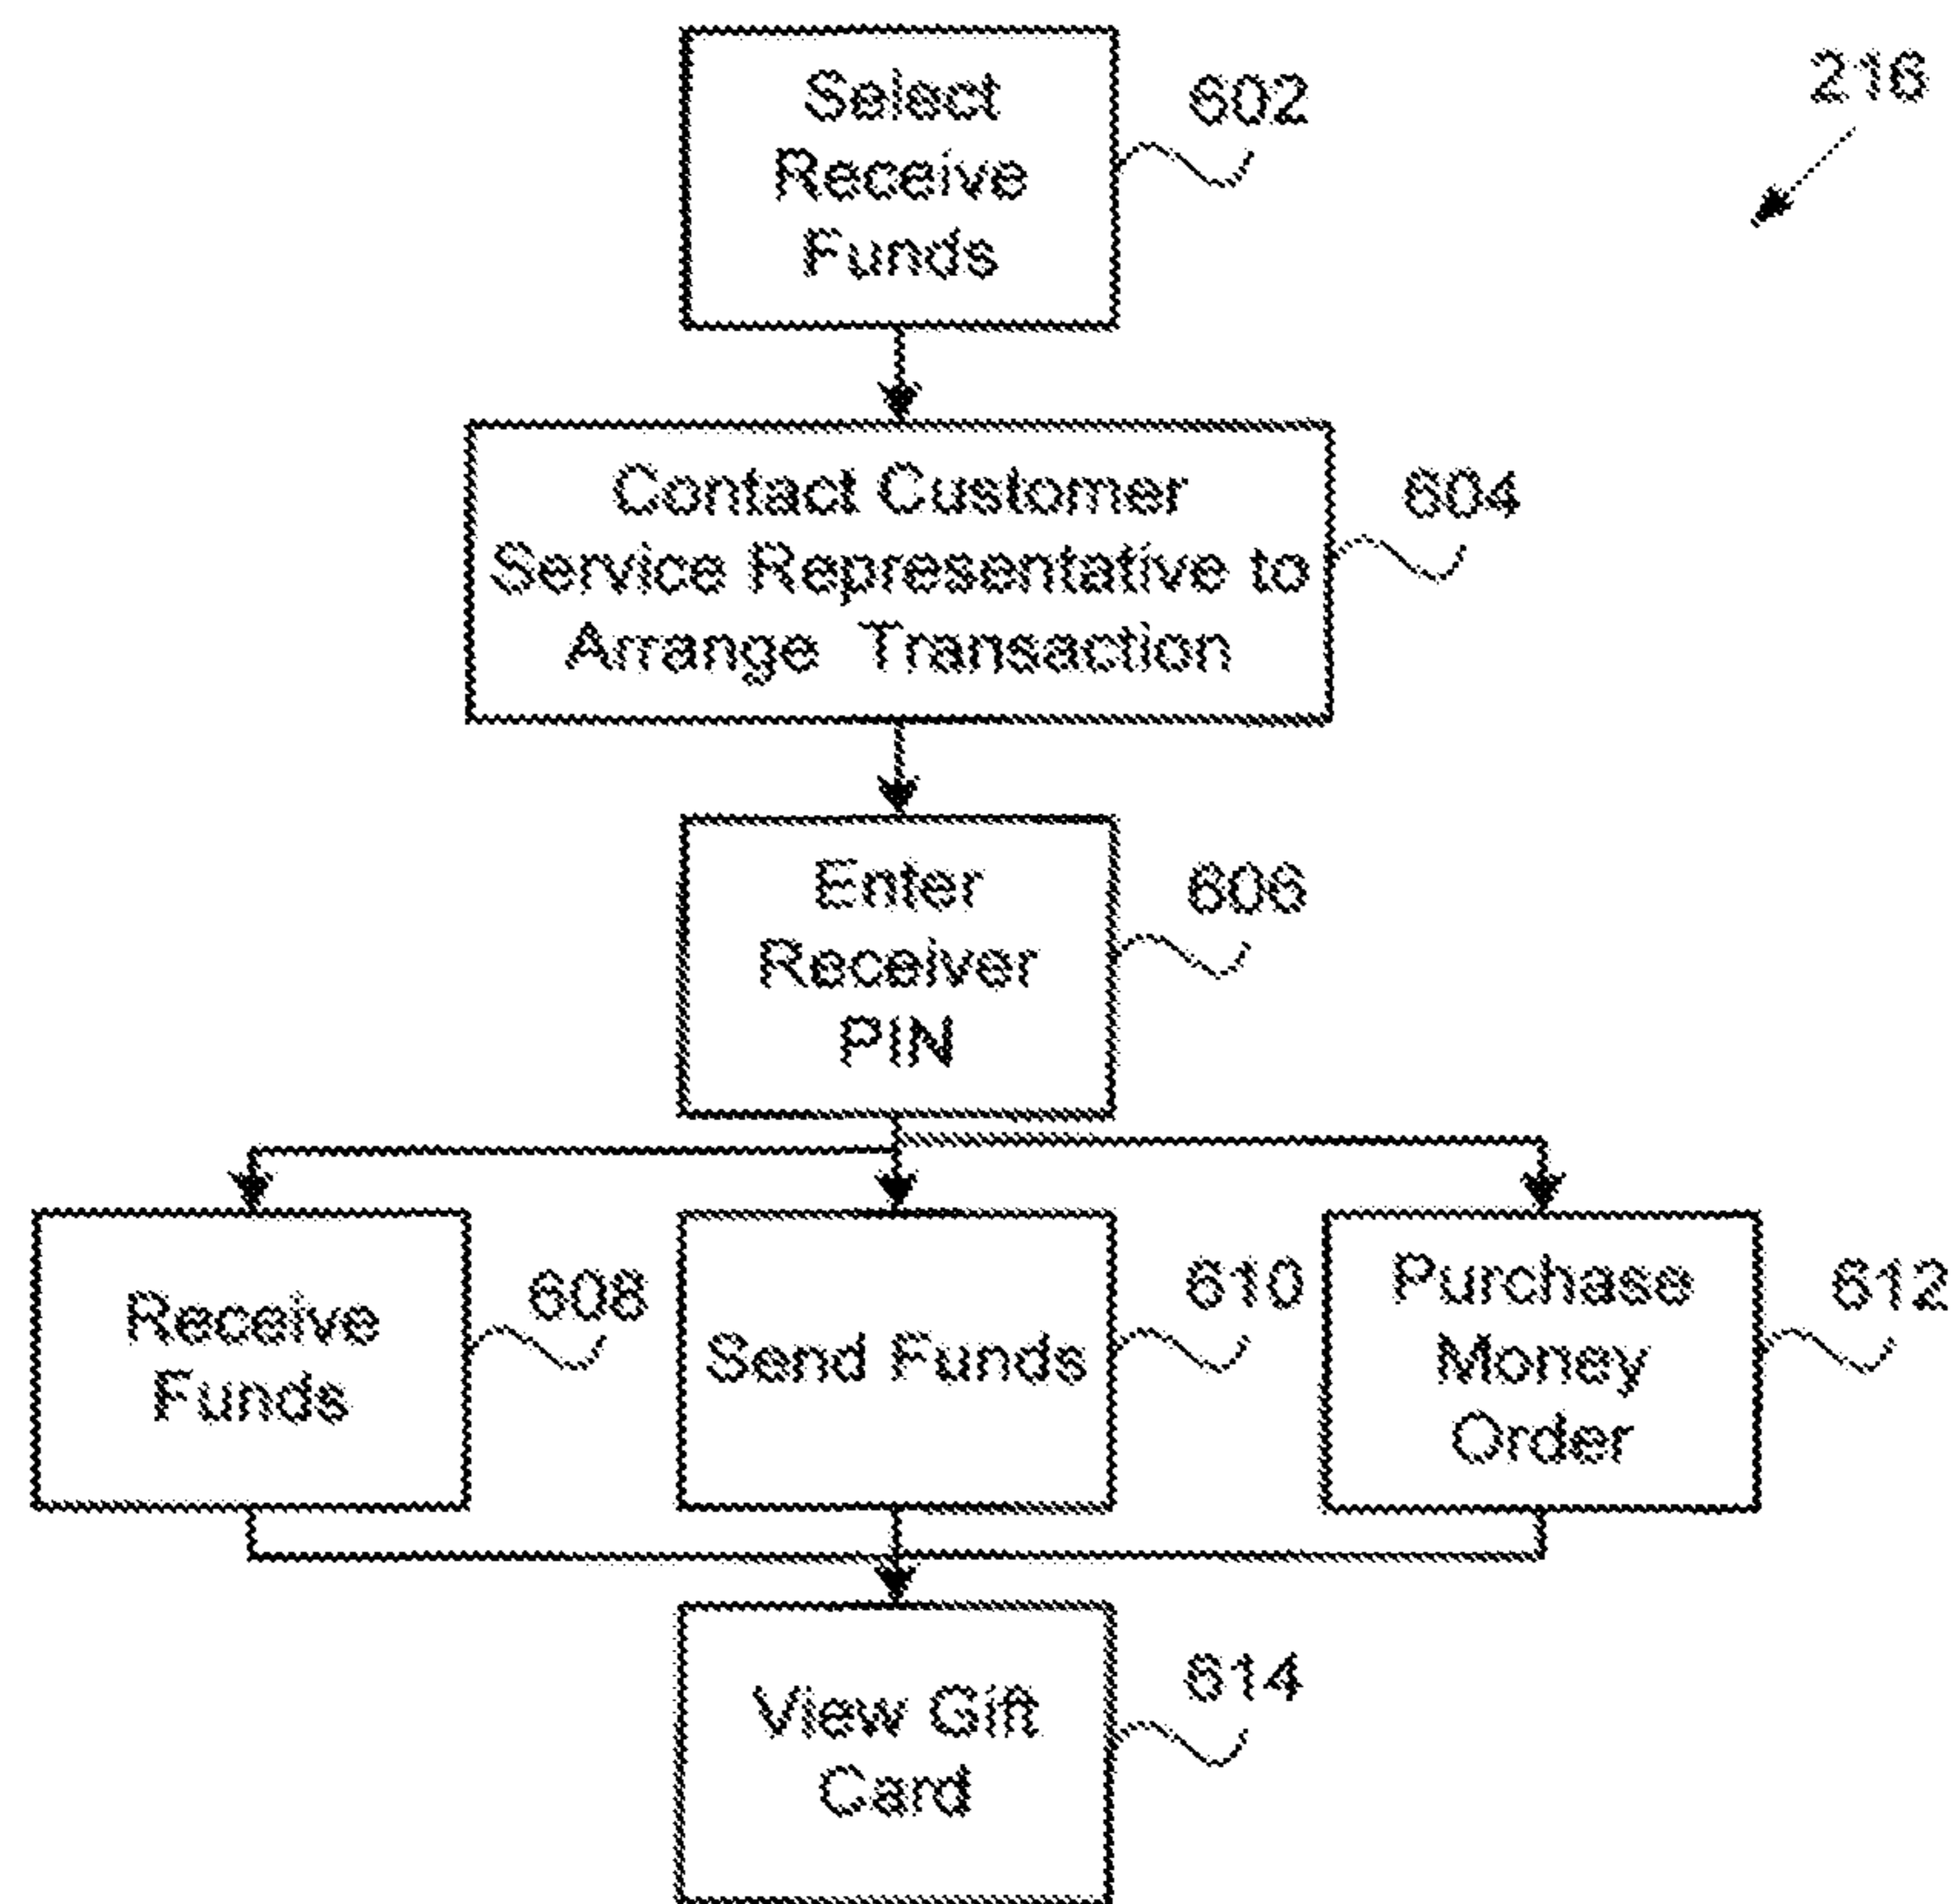 Select
Receive
Funds
602
216
Contact Customer
Service Representative to
Arrange Transaction
604
Enter
Receiver
PIN
606
Receive
Funds
608
Send Funds
610
Purchase
Money
Order
612
View Gift
Card
614